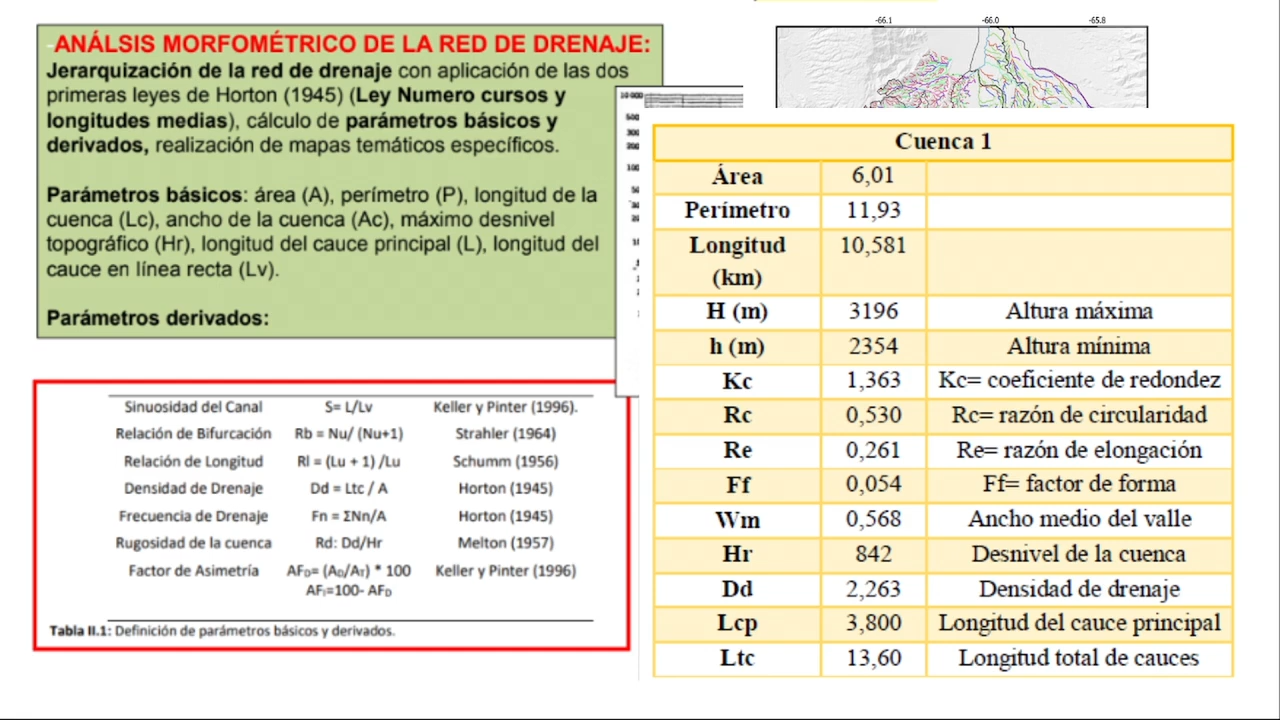 -ANÁLSIS MORFOMÉTRICO DE LA RED DE DRENAJE:
Jerarquización de la red de drenaje con aplicación de las dos
primeras leyes de Horton (1945) (Ley Numero cursos y
longitudes medias), cálculo de parámetros básicos y
derivados, realización de mapas temáticos específicos.
Parámetros básicos: área (A), perímetro (P), longitud de la
cuenca (Lc), ancho de la cuenca (Ac), máximo desnivel
topográfico (Hr), longitud del cauce principal (L), longitud del
cauce en línea recta (Lv).
Parámetros derivados:
Sinuosidad del Canal S= L/Lv Keller y Pinter (1996).
Relación de Bifurcación Rb = Nu/ (Nu+1) Strahler (1964)
Relación de Longitud Rl = (Lu + 1) /Lu Schumm (1956)
Densidad de Drenaje Dd = Ltc / A Horton (1945)
Frecuencia de Drenaje Fn = ΣNn/A Horton (1945)
Rugosidad de la cuenca Rd: Dd/Hr Melton (1957)
Factor de Asimetría AFD= (AD/AT) * 100 Keller y Pinter (1996)
AFI=100- AFD
Tabla II.1: Definición de parámetros básicos y derivados.
-66.1 -66.0 -65.8
10 000
500
300
200
100
50
Cuenca 1
Área 6,01
Perímetro 11,93
Longitud 10,581
(km)
H (m) 3196 Altura máxima
h (m) 2354 Altura mínima
Kc 1,363 Kc= coeficiente de redondez
Rc 0,530 Rc= razón de circularidad
Re 0,261 Re= razón de elongación
Ff 0,054 Ff= factor de forma
Wm 0,568 Ancho medio del valle
Hr 842 Desnivel de la cuenca
Dd 2,263 Densidad de drenaje
Lcp 3,800 Longitud del cauce principal
Ltc 13,60 Longitud total de cauces